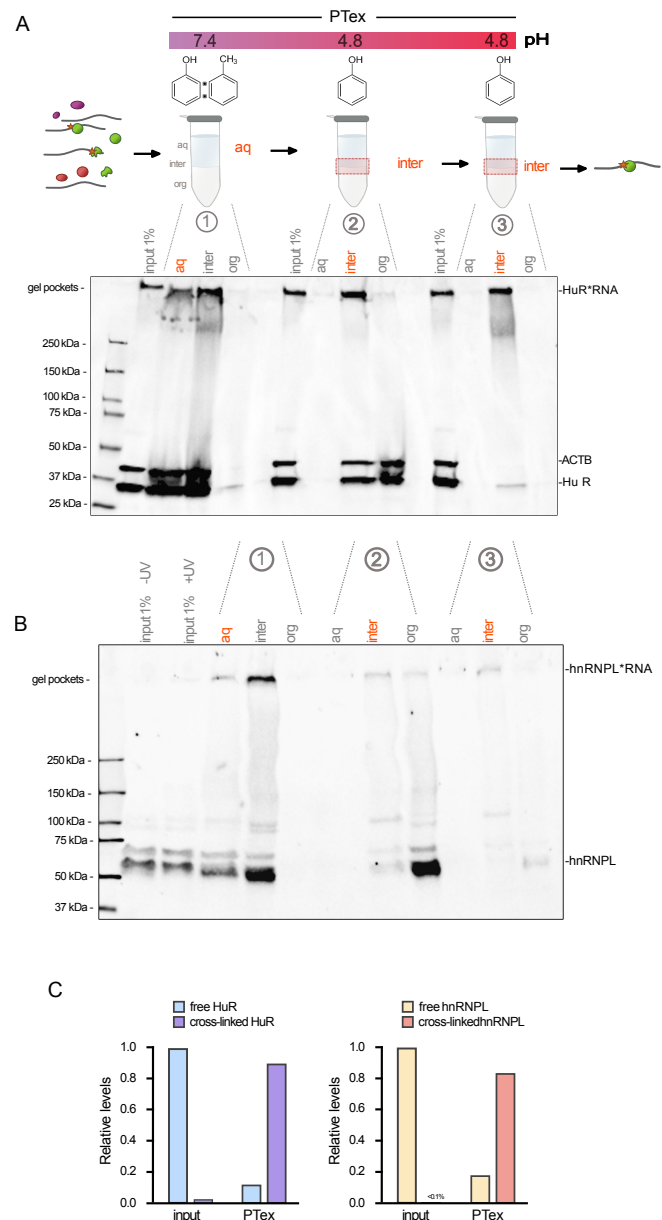 A
PTex
7.4 4.8 4.8 pH
OH CH3 OH OH
aq
inter
org
aq
inter
inter
1 2 3
input 1% aq inter org input 1% aq inter org input 1% aq inter org
gel pockets -
-HuR*RNA
250 kDa -
150 kDa -
100 kDa -
75 kDa -
50 kDa -
-ACTB
37 kDa -
-Hu R
25 kDa -
1 2 3
B
input 1% -UV input 1% +UV aq inter org aq inter org aq inter org
gel pockets -
-hnRNPL*RNA
250 kDa -
150 kDa -
100 kDa -
75 kDa -
-hnRNPL
50 kDa -
37 kDa -
C
free HuR
cross-linked HuR
Relative levels
1.0
0.8
0.6
0.4
0.2
0.0
input PTex
free hnRNPL
cross-linkedhnRNPL
Relative levels
1.0
0.8
0.6
0.4
0.2
0.0
<0.1%
input PTex